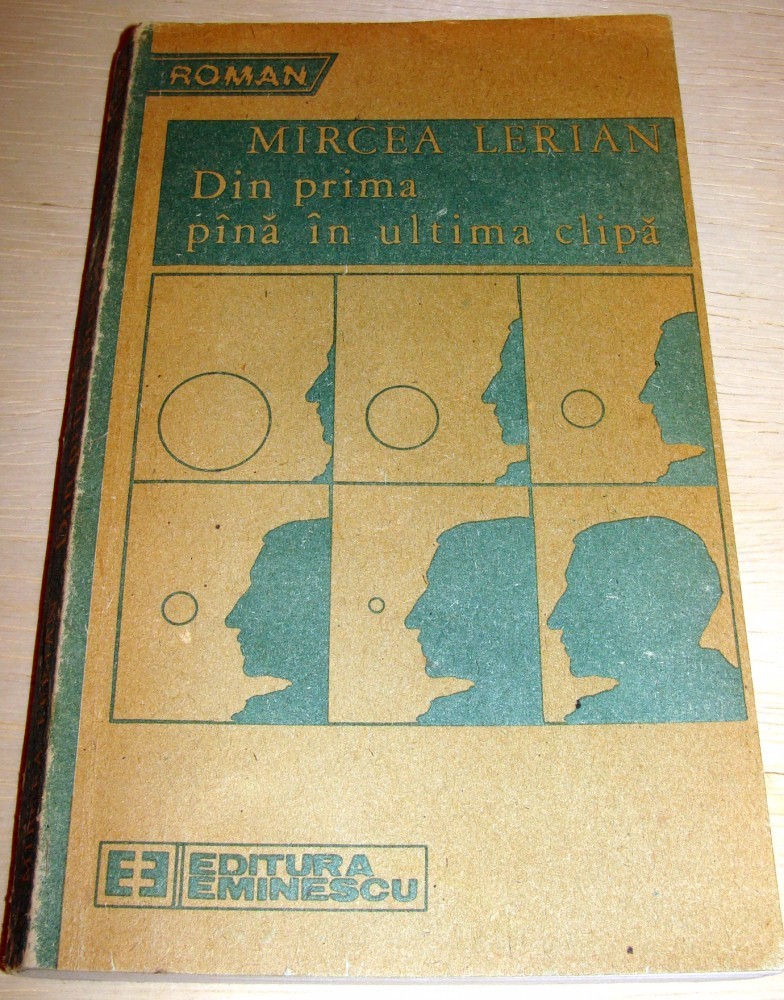 ROMAN
MIRCEA LERIAN
Din prima
pînă în ultima clipă
EDITURA
EMINESCU